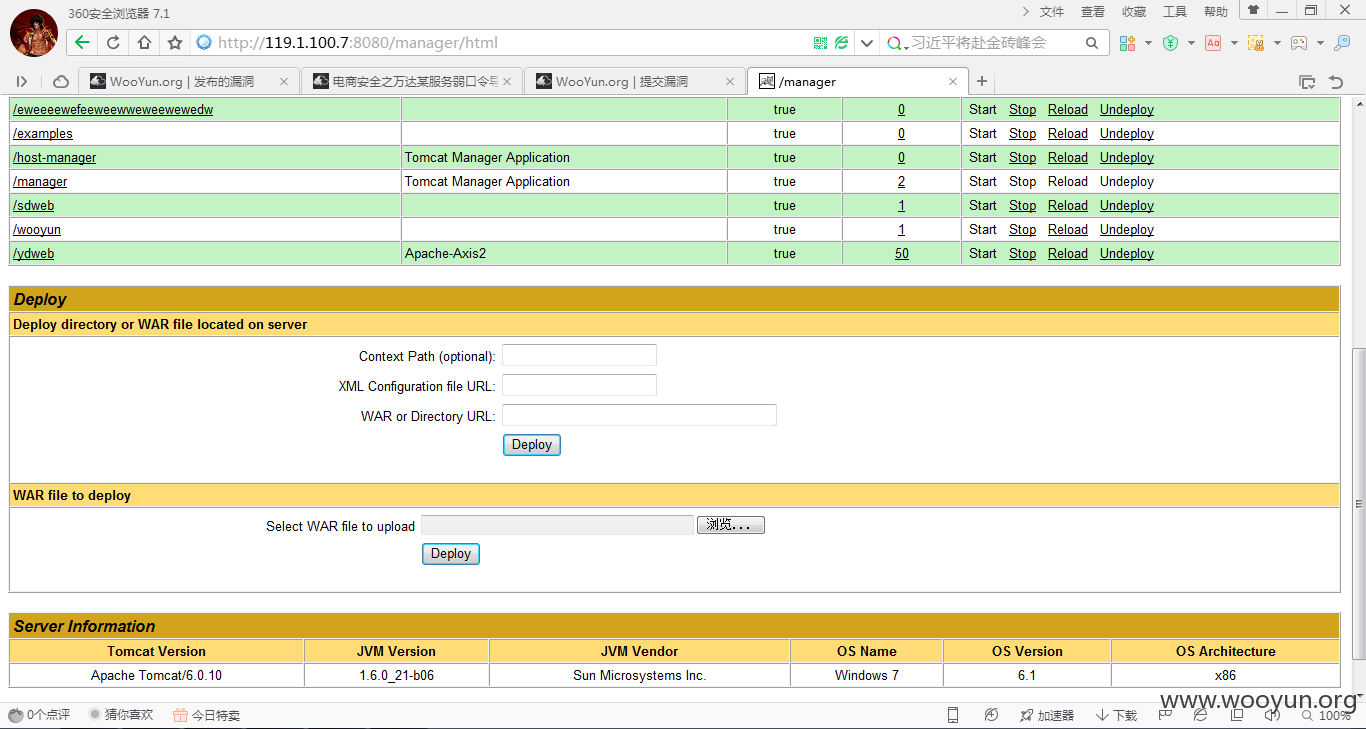 360安全浏览器 7.1 文件 查看 收藏 工具 帮助
http://119.1.100.7:8080/manager/html 习近平将赴金砖峰会
WooYun.org | 发布的漏洞 电商安全之万达某服务弱口令导 WooYun.org | 提交漏洞 /manager
/eweeeewefeeweewweweewewedw true 0 Start Stop Reload Undeploy
/examples true 0 Start Stop Reload Undeploy
/host-manager Tomcat Manager Application true 0 Start Stop Reload Undeploy
/manager Tomcat Manager Application true 2 Start Stop Reload Undeploy
/sdweb true 1 Start Stop Reload Undeploy
/wooyun true 1 Start Stop Reload Undeploy
/ydweb Apache-Axis2 true 50 Start Stop Reload Undeploy
Deploy
Deploy directory or WAR file located on server
Context Path (optional):
XML Configuration file URL:
WAR or Directory URL:
Deploy
WAR file to deploy
Select WAR file to upload 浏览...
Deploy
Server Information
Tomcat Version JVM Version JVM Vendor OS Name OS Version OS Architecture
Apache Tomcat/6.0.10 1.6.0_21-b06 Sun Microsystems Inc. Windows 7 6.1 x86
www.wooyun.org
0个点评 猜你喜欢 今日特卖 加速器 下载 100%